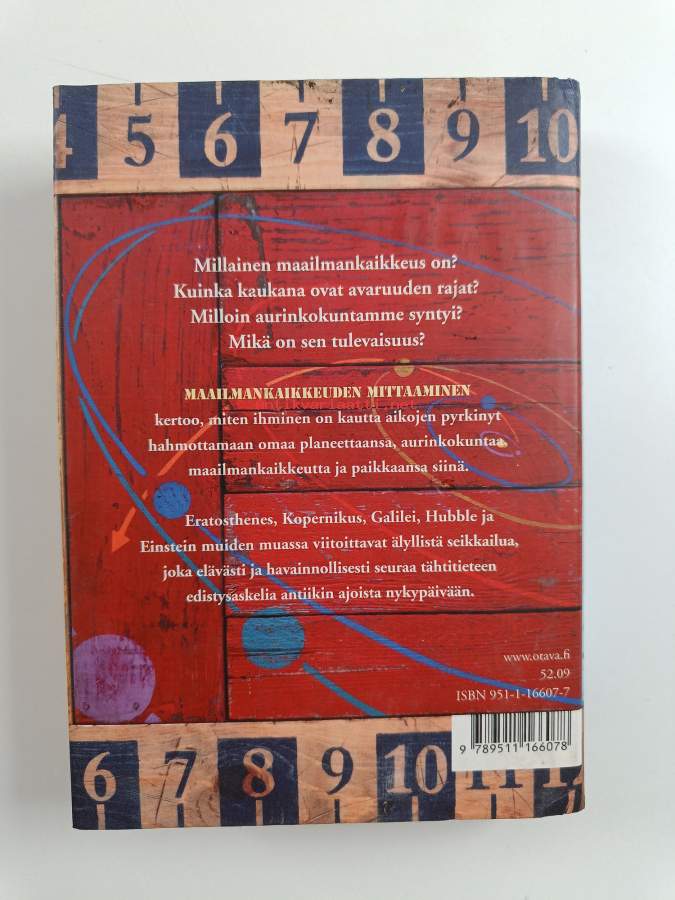 4 5 6 7 8 9 10
Millainen maailmankaikkeus on?
Kuinka kaukana ovat avaruuden rajat?
Milloin aurinkokuntamme syntyi?
Mikä on sen tulevaisuus?
MAAILMANKAIKKEUDEN MITTAAMINEN
kertoo, miten ihminen on kautta aikojen pyrkinyt
hahmottamaan omaa planeettaansa, aurinkokuntaa,
maailmankaikkeutta ja paikkaansa siinä.
Eratosthenes, Kopernikus, Galilei, Hubble ja
Einstein muiden muassa viitoittavat älyllistä seikkailua,
joka elävästi ja havainnollisesti seuraa tähtitieteen
edistysaskelia antiikin ajoista nykypäivään.
www.otava.fi
52.09
ISBN 951-1-16607-7
9 789511 166078
6 7 8 9 10 11